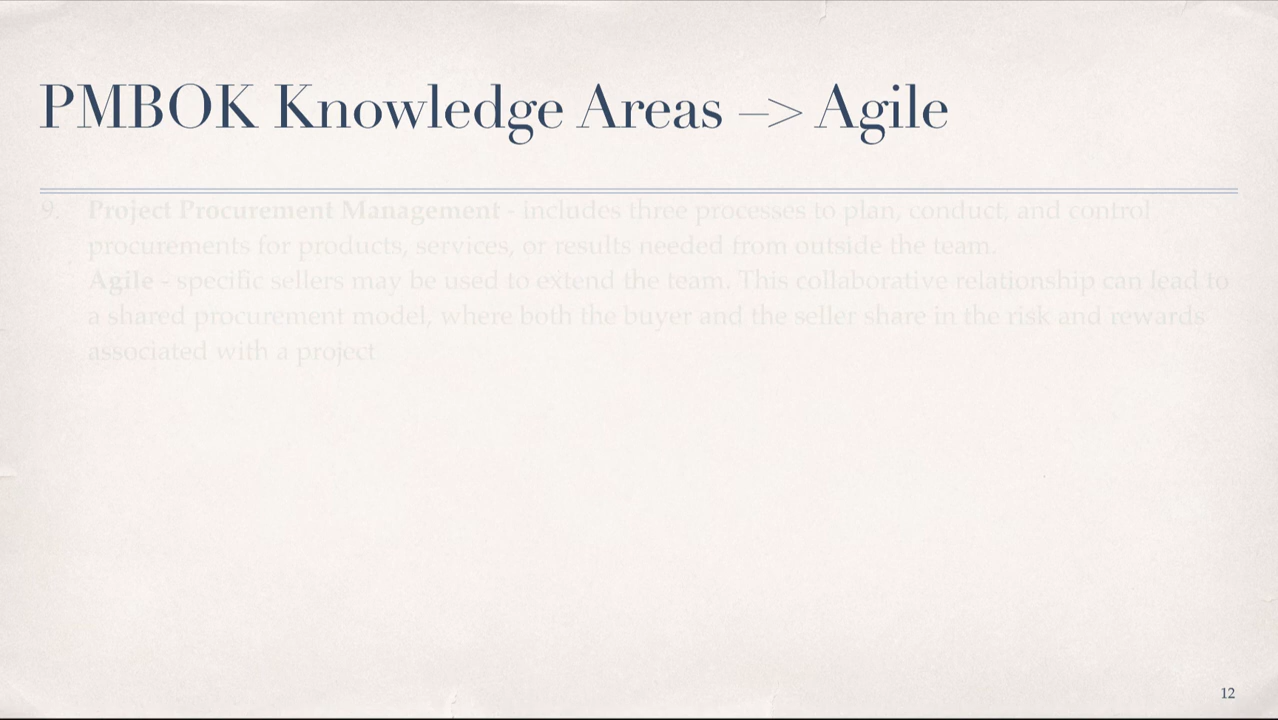 PMBOK Knowledge Areas –> Agile
9. Project Procurement Management - includes three processes to plan, conduct, and control
procurements for products, services, or results needed from outside the team.
Agile - specific sellers may be used to extend the team. This collaborative relationship can lead to
a shared procurement model, where both the buyer and the seller share in the risk and rewards
associated with a project
12